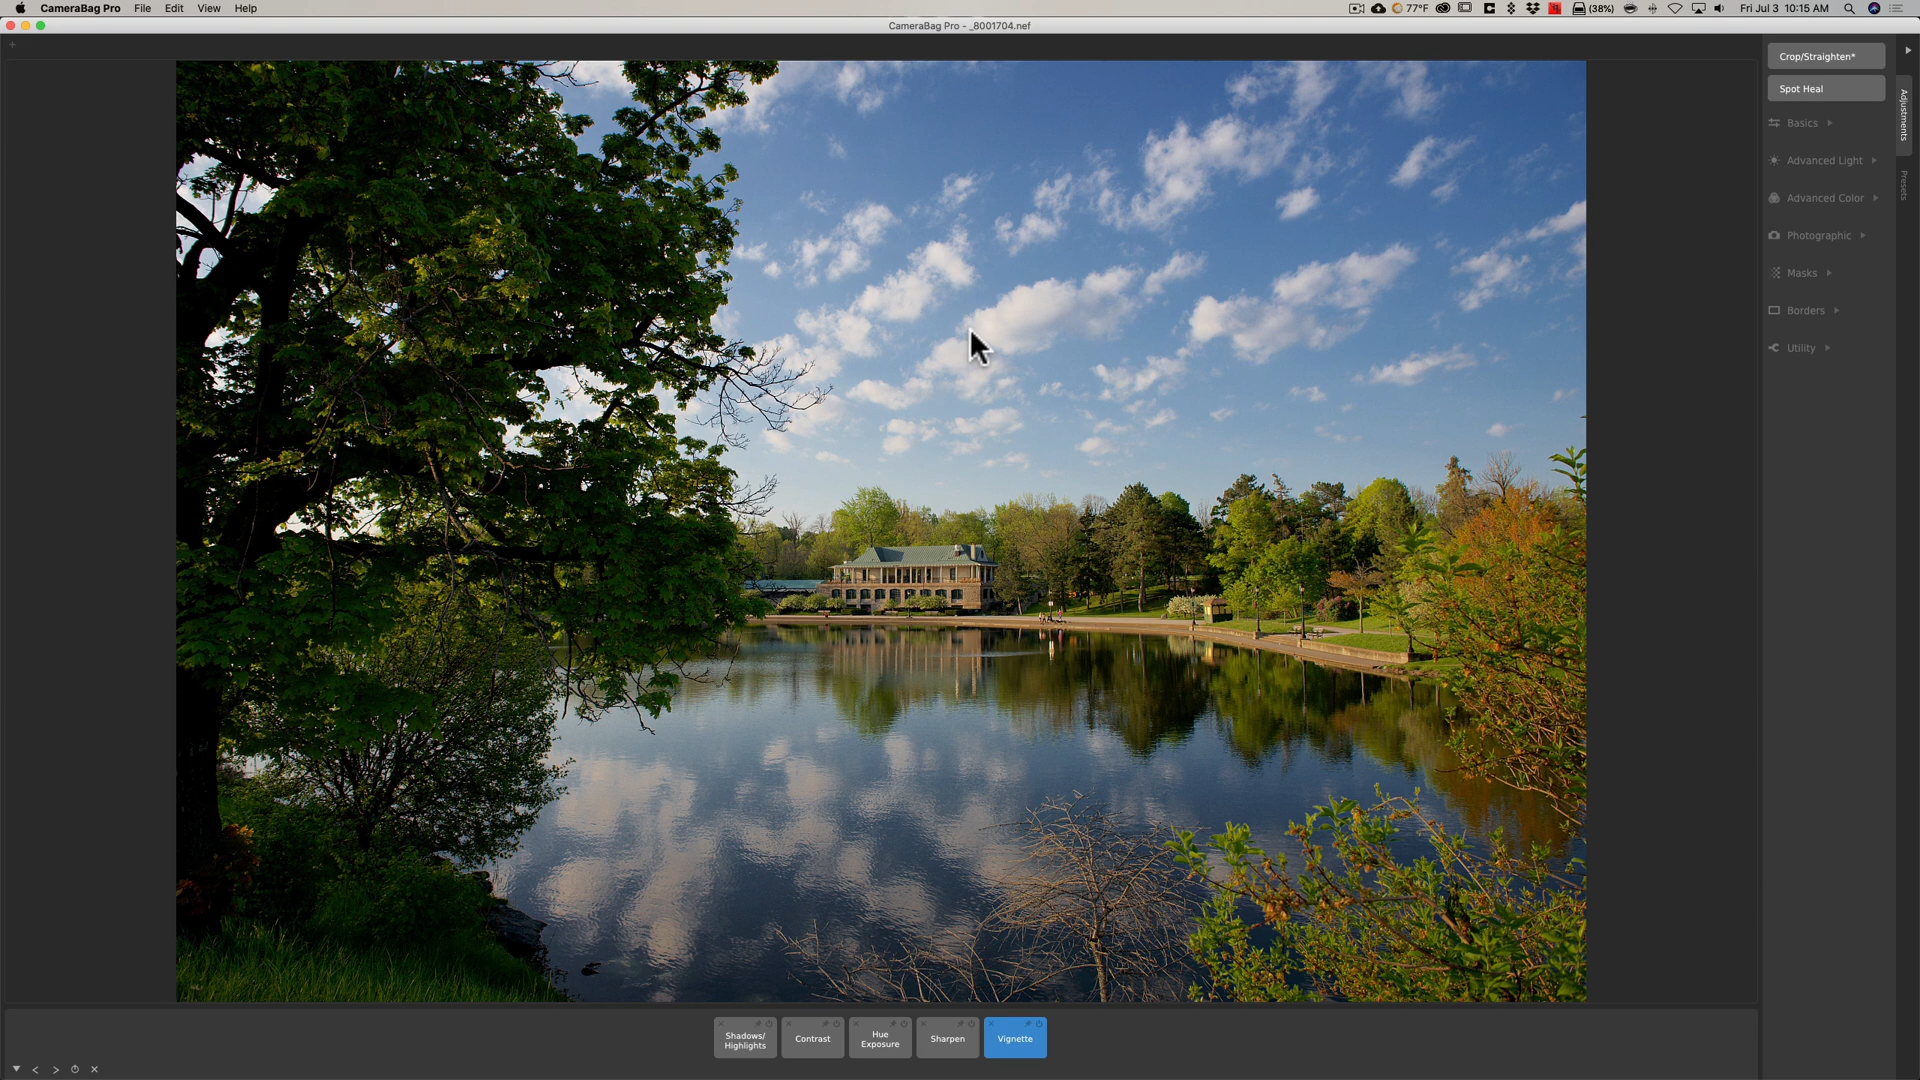 CameraBag Pro File Edit View Help
77°F (38%) Fri Jul 3 10:15 AM
CameraBag Pro - _8001704.nef
Crop/Straighten*
Spot Heal
Basics
Advanced Light
Advanced Color
Photographic
Masks
Borders
Utility
Adjustments
Presets
Shadows/
Highlights
Contrast
Hue
Exposure
Sharpen
Vignette